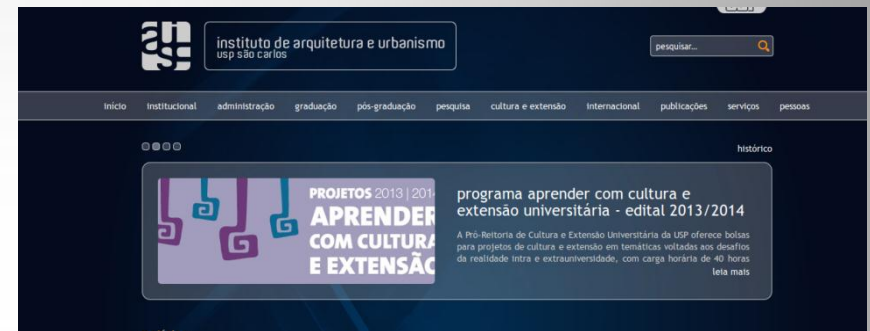 instituto de arquitetura e urbanismo
usp são carlos
pesquisar...
início institucional administração graduação pós-graduação pesquisa cultura e extensão internacional publicações serviços pessoas
histórico
PROJETOS 2013 | 201
APRENDER
COM CULTURA
E EXTENSÃO
programa aprender com cultura e
extensão universitária - edital 2013/2014
A Pró-Reitoria de Cultura e Extensão Universitária da USP oferece bolsas
para projetos de cultura e extensão em temáticas voltadas aos desafios
da realidade intra e extrauniversidade, com carga horária de 40 horas
leia mais